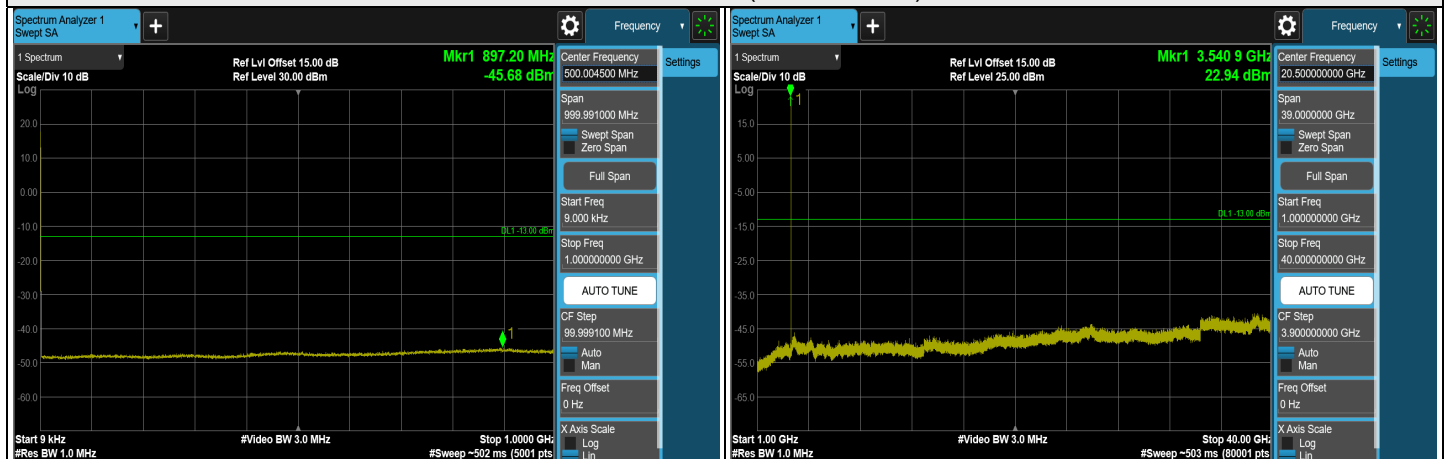 Spectrum Analyzer 1
Swept SA
+
Frequency
1 Spectrum
Scale/Div 10 dB
Log
Ref Lvl Offset 15.00 dB
Ref Level 30.00 dBm
Mkr1 897.20 MHz
-45.68 dBm
1
20.0
10.0
0.00
-10.0
-20.0
-30.0
-40.0
-50.0
-60.0
DL1 -13.00 dBm
Start 9 kHz
#Res BW 1.0 MHz
#Video BW 3.0 MHz
Stop 1.0000 GHz
#Sweep ~502 ms (5001 pts
Center Frequency
500.004500 MHz
Settings
Span
999.991000 MHz
Swept Span
Zero Span
Full Span
Start Freq
9.000 kHz
Stop Freq
1.000000000 GHz
AUTO TUNE
CF Step
99.999100 MHz
Auto
Man
Freq Offset
0 Hz
X Axis Scale
Log
Lin
Spectrum Analyzer 1
Swept SA
+
Frequency
1 Spectrum
Scale/Div 10 dB
Log
Ref Lvl Offset 15.00 dB
Ref Level 25.00 dBm
Mkr1 3.540 9 GHz
22.94 dBm
1
15.0
5.00
-5.00
-15.0
-25.0
-35.0
-45.0
-55.0
-65.0
DL1 -13.00 dBm
Start 1.00 GHz
#Res BW 1.0 MHz
#Video BW 3.0 MHz
Stop 40.00 GHz
#Sweep ~503 ms (80001 pts
Center Frequency
20.500000000 GHz
Settings
Span
39.0000000 GHz
Swept Span
Zero Span
Full Span
Start Freq
1.000000000 GHz
Stop Freq
40.000000000 GHz
AUTO TUNE
CF Step
3.900000000 GHz
Auto
Man
Freq Offset
0 Hz
X Axis Scale
Log
Lin